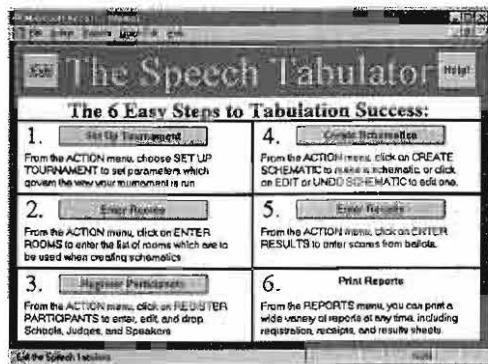 The Speech Tabulator
Help!
The 6 Easy Steps to Tabulation Success:
1. Set Up Tournament
From the ACTION menu, choose SET UP
TOURNAMENT to set parameters which
govern the way your tournament is run
2. Enter Rooms
From the ACTION menu, click on ENTER
ROOMS to enter the list of rooms which are to
be used when creating schematics
3. Register Participants
From the ACTION menu, click on REGISTER
PARTICIPANTS to enter, edit, and drop
Schools, Judges, and Speakers
4. Create Schematics
From the ACTION menu, click on CREATE
SCHEMATIC to make a schematic, or click
on EDIT or UNDO SCHEMATIC to edit one.
5. Enter Results
From the ACTION menu, click on ENTER
RESULTS to enter scores from ballots.
6. Print Reports
From the REPORTS menu, you can print a
wide variety of reports at any time, including
registration, receipts, and results sheets.